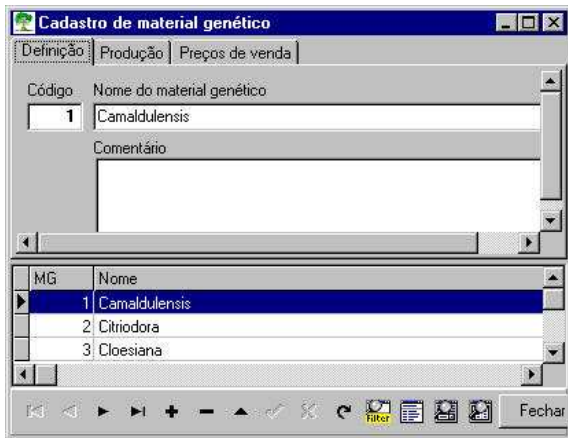 Cadastro de material genético
Definição Produção Preços de venda
Código Nome do material genético
1 Camaldulensis
Comentário
MG Nome
1 Camaldulensis
2 Citriodora
3 Cloesiana
Filter Fechar